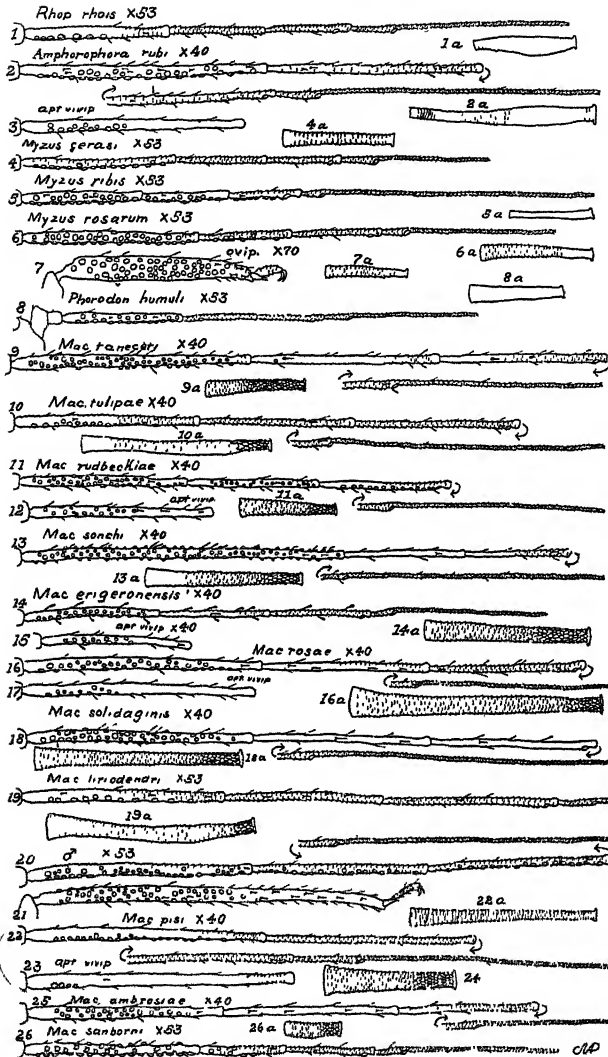 Rhop rhois X53
1
1a
Amphorophora rubi X40
2
2a
apt vivip
3
4a
Myzus cerasi X53
4
Myzus ribis X53
5
5a
Myzus rosarum X53
6
6a
ovip. X70
7
7a
8a
Phorodon humuli X53
8
9
Mac. X40
9a
Mac. tulipae X40
10
10a
11 Mac rudbeckiae X40
apt vivip
12
11a
Mac sonchi X40
13
13a
Mac erigeronensis X40
14
14a
apt vivip X40
15
Mac rosae X40
16
apt vivip
17
16a
Mac solidaginis X40
18
18a
Mac liriodendri X53
19
19a
20 ♂ X53
21
22a
Mac pisi X40
22
23 apt vivip
24
25 Mac ambrosiae X40
26 Mac sanborni X53
26a